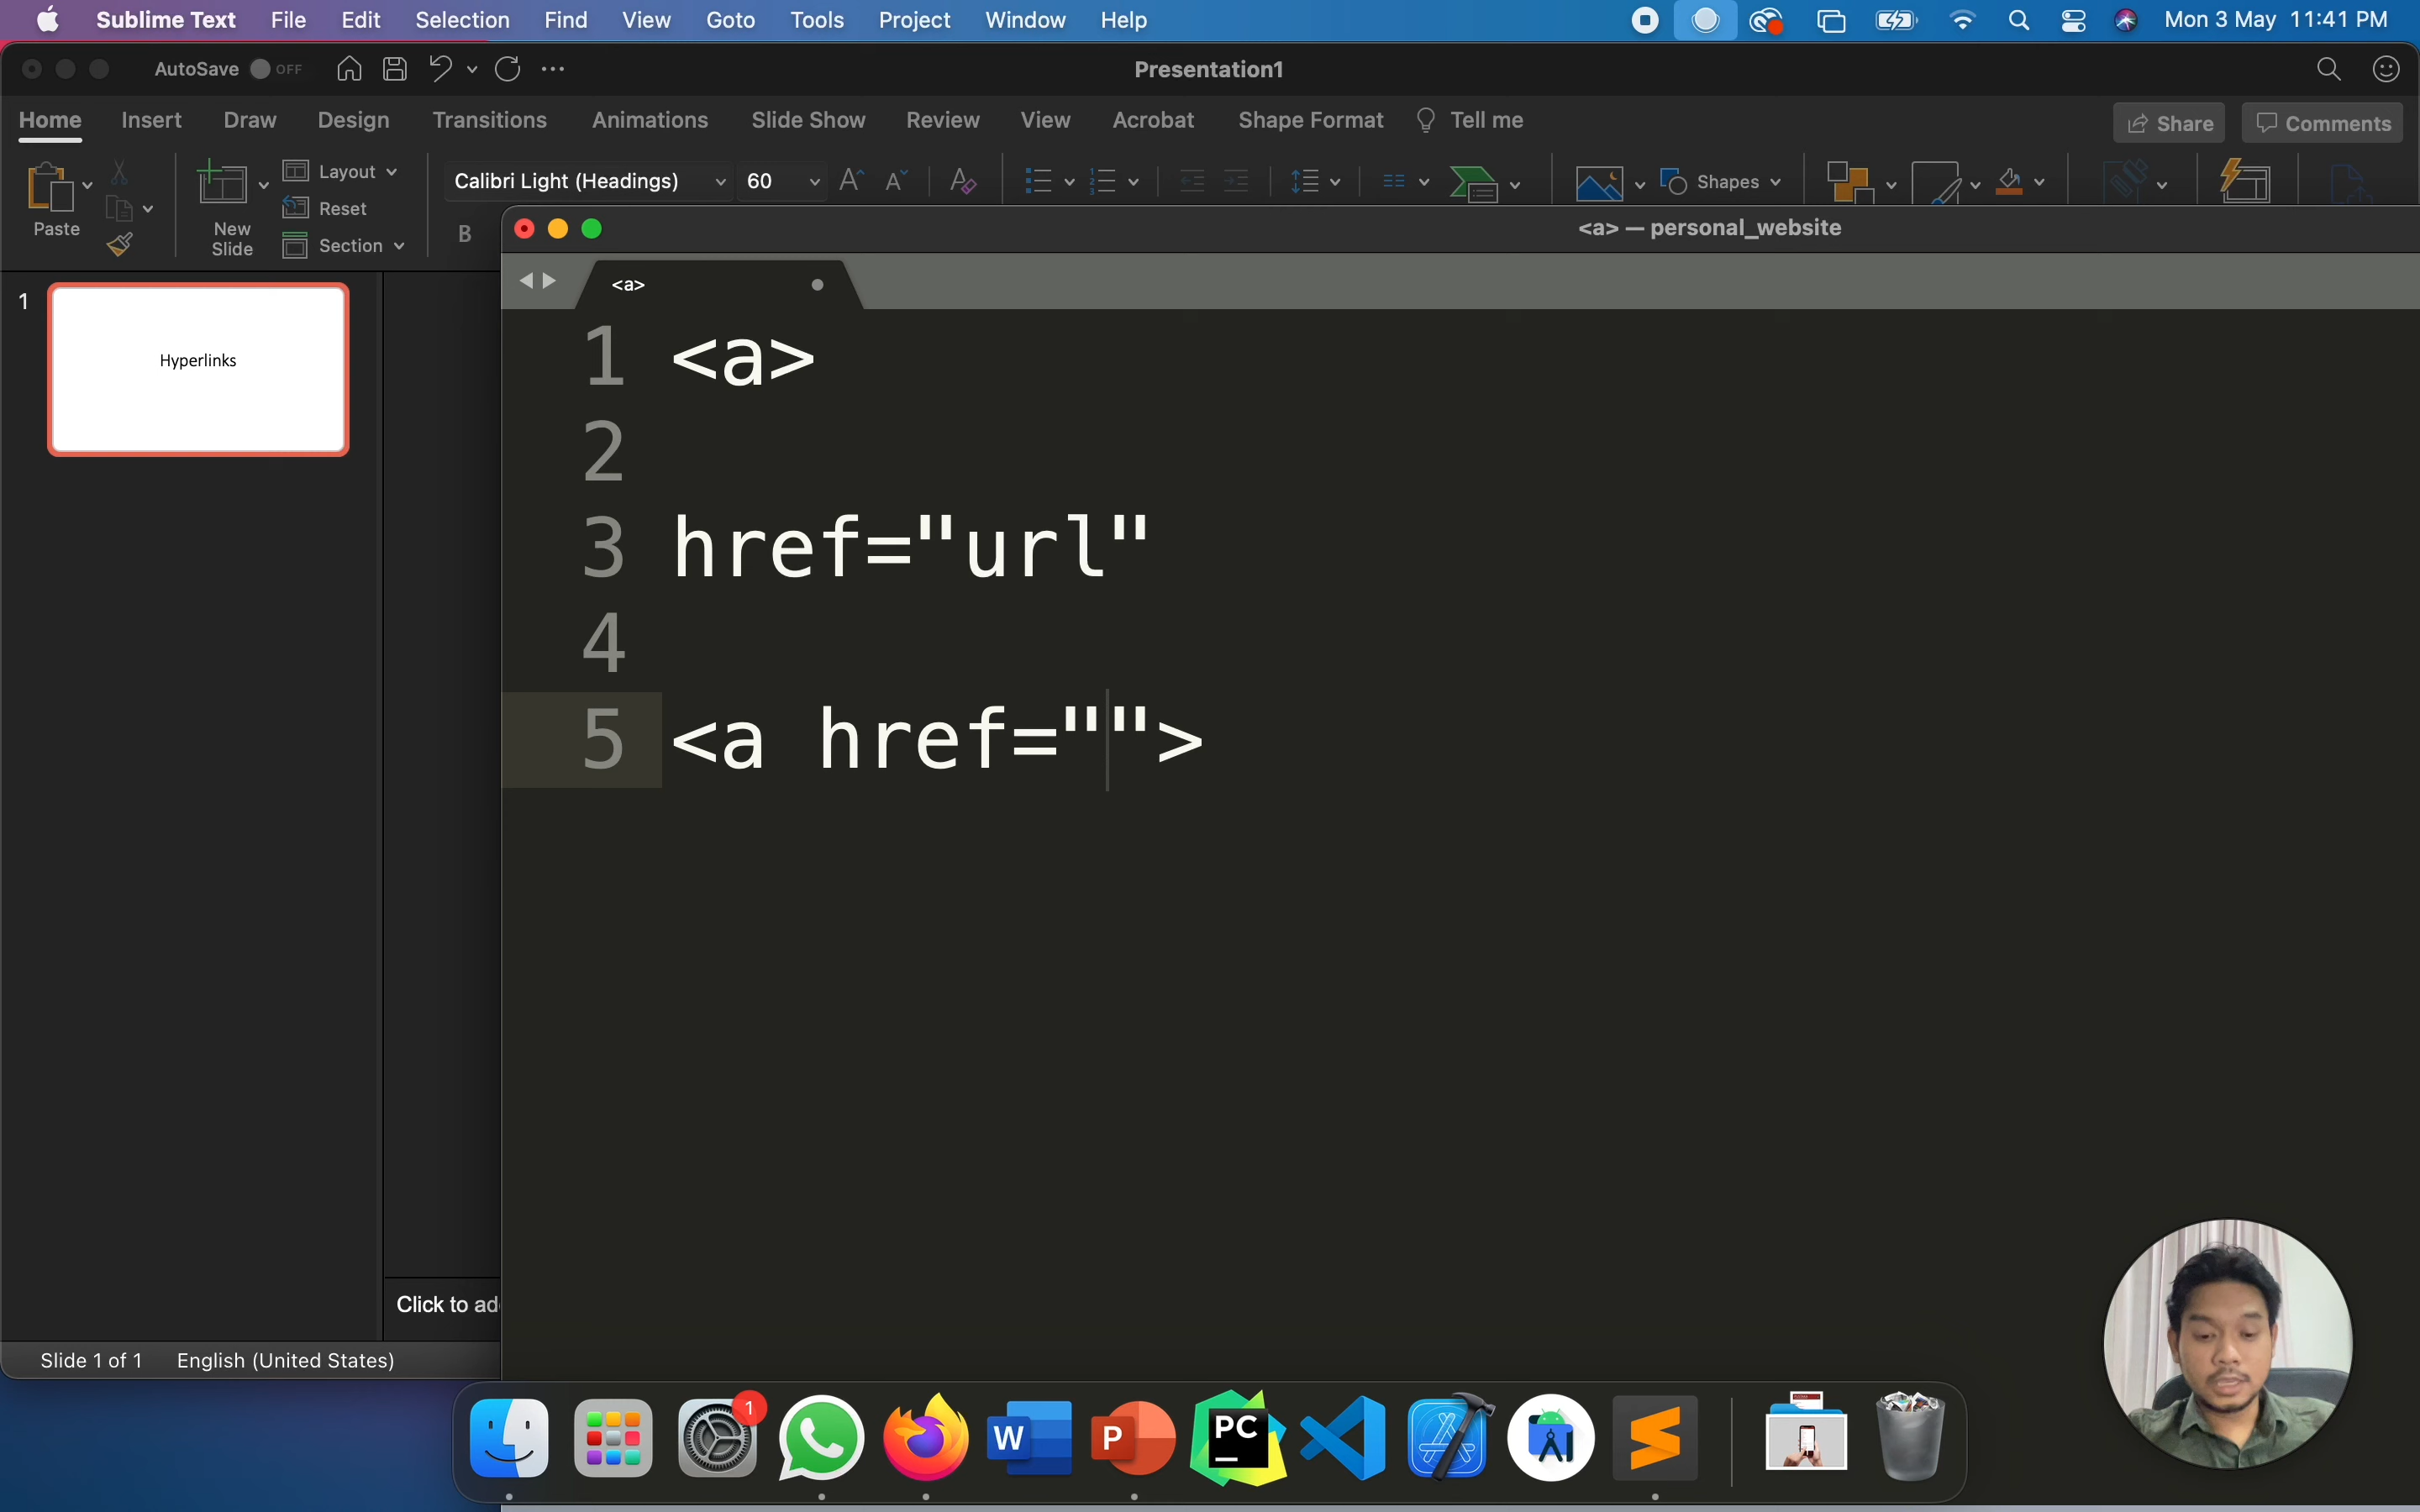 Sublime Text File Edit Selection Find View Goto Tools Project Window Help Mon 3 May 11:41 PM
AutoSave OFF Presentation1
Home Insert Draw Design Transitions Animations Slide Show Review View Acrobat Shape Format Tell me Share Comments
Paste New Slide Layout Reset Section
Calibri Light (Headings) 60 Shapes
B
<a> — personal_website
<a>
1 Hyperlinks
1 <a>
2
3 href="url"
4
5 <a href="">
Click to ad
Slide 1 of 1 English (United States)
1
W P PC